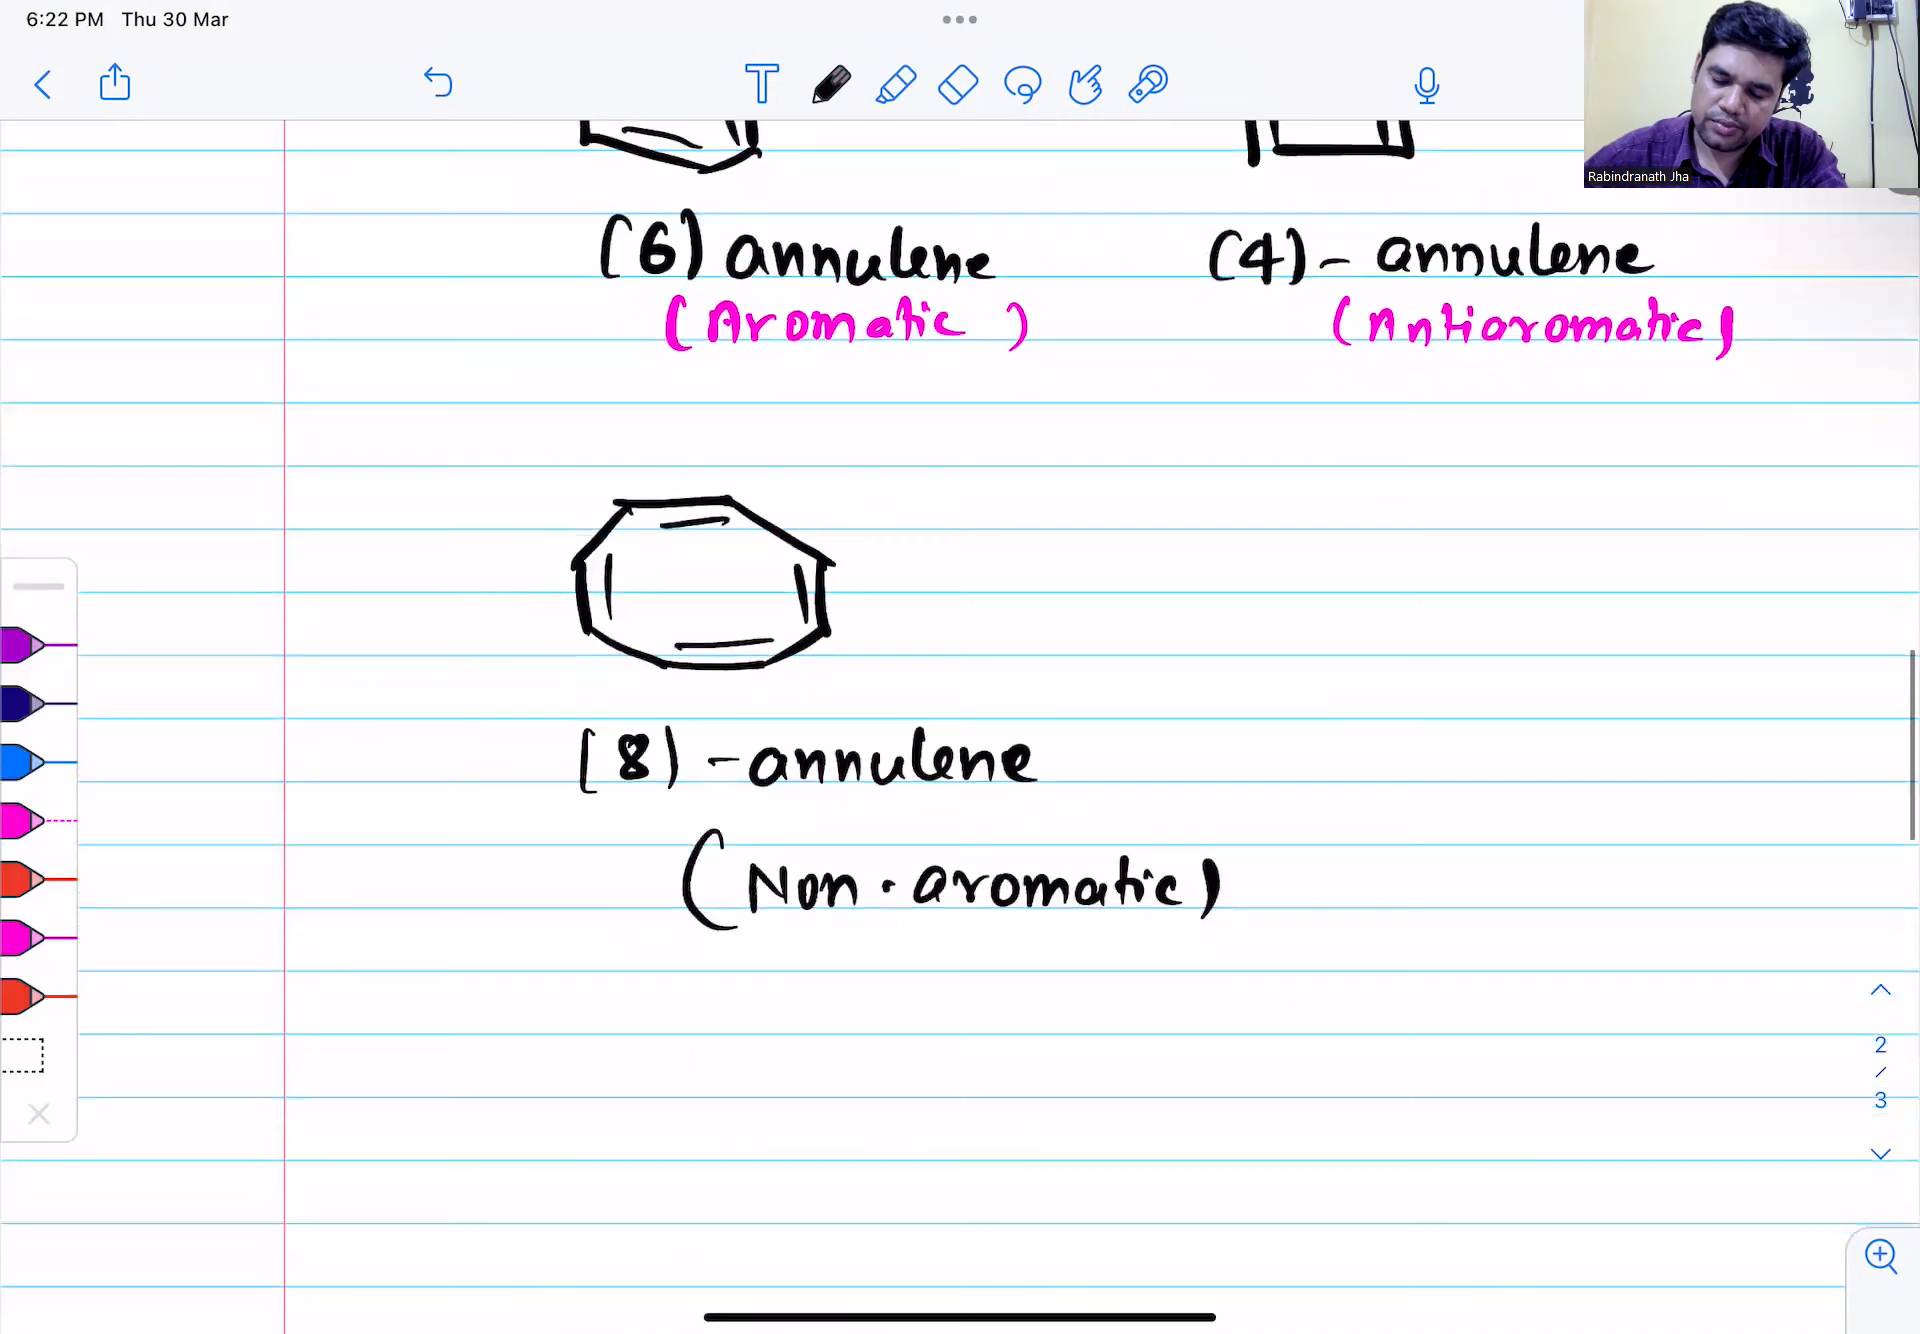 6:22 PM Thu 30 Mar
Rabindranath Jha
(6) annulene
(Aromatic)
(4) - annulene
(Antiaromatic)
[8) - annulene
(Non - aromatic)
2
/
3